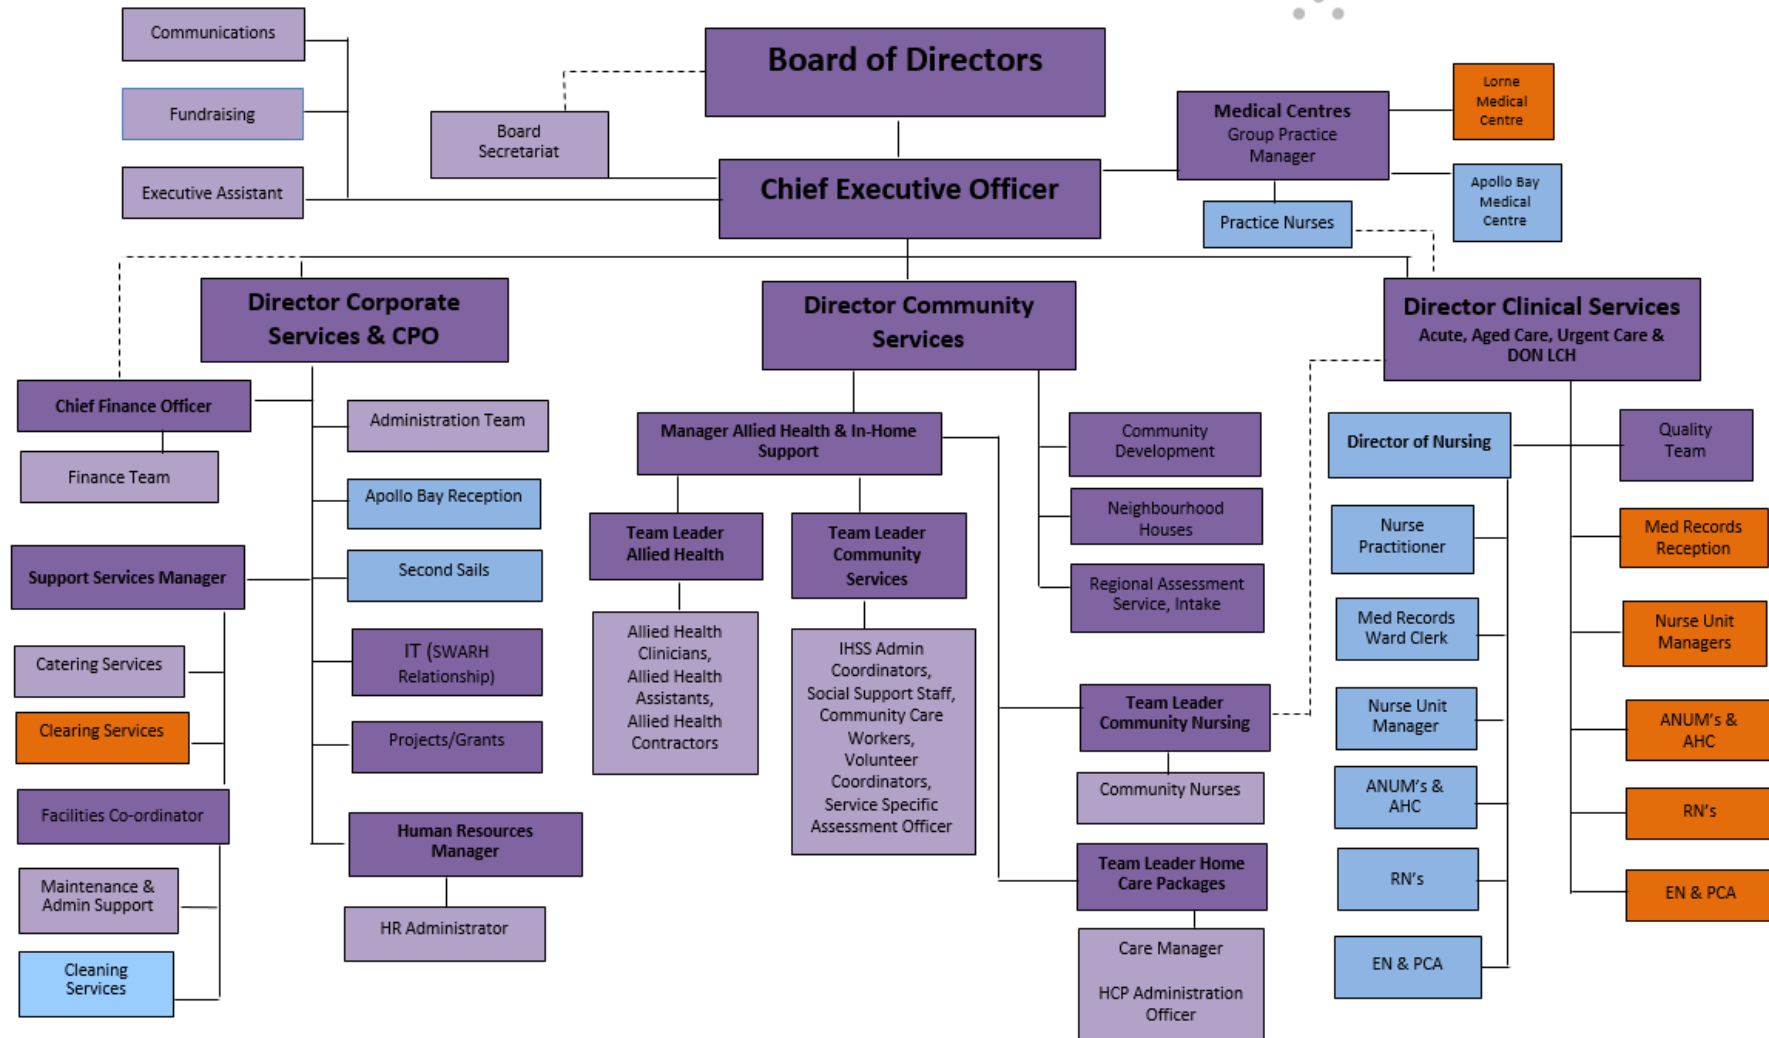 Communications
Fundraising
Executive Assistant
Board
Secretariat
Board of Directors
Chief Executive Officer
Medical Centres
Group Practice
Manager
Lorne
Medical
Centre
Apollo Bay
Medical
Centre
Practice Nurses
Director Corporate
Services & CPO
Director Community
Services
Director Clinical Services
Acute, Aged Care, Urgent Care &
DON LCH
Chief Finance Officer
Finance Team
Support Services Manager
Catering Services
Clearing Services
Facilities Co-ordinator
Maintenance &
Admin Support
Cleaning
Services
Administration Team
Apollo Bay Reception
Second Sails
IT (SWARH
Relationship)
Projects/Grants
Human Resources
Manager
HR Administrator
Manager Allied Health & In-Home
Support
Team Leader
Allied Health
Allied Health
Clinicians,
Allied Health
Assistants,
Allied Health
Contractors
Team Leader
Community
Services
IHSS Admin
Coordinators,
Social Support Staff,
Community Care
Workers,
Volunteer
Coordinators,
Service Specific
Assessment Officer
Community
Development
Neighbourhood
Houses
Regional Assessment
Service, Intake
Team Leader
Community Nursing
Community Nurses
Team Leader Home
Care Packages
Care Manager
HCP Administration
Officer
Director of Nursing
Nurse
Practitioner
Med Records
Ward Clerk
Nurse Unit
Manager
ANUM's &
AHC
RN's
EN & PCA
Quality
Team
Med Records
Reception
Nurse Unit
Managers
ANUM's &
AHC
RN's
EN & PCA